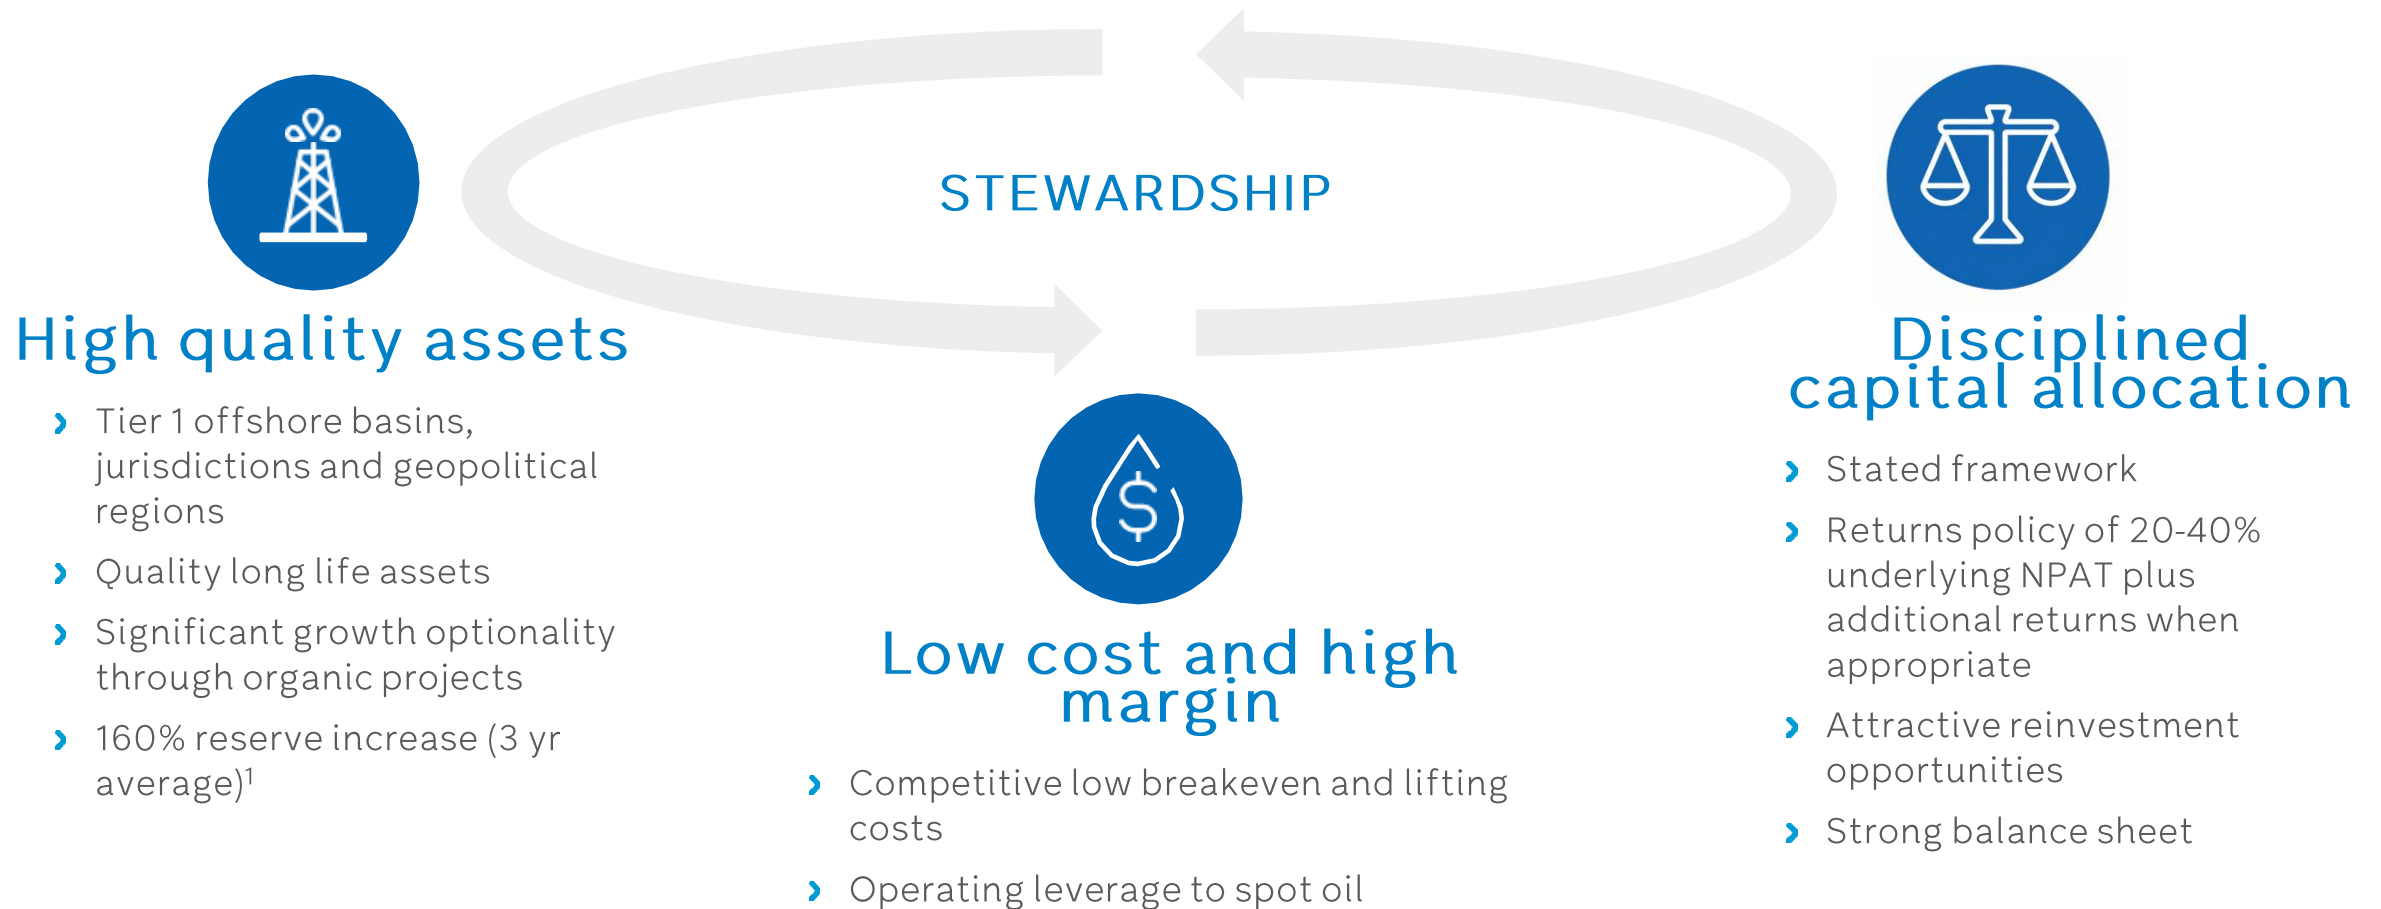 STEWARDSHIP
High quality assets
Tier 1 offshore basins,
jurisdictions and geopolitical
regions
Quality long life assets
Significant growth optionality
through organic projects
160% reserve increase (3 yr
average)¹
$
Low cost and high
margin
Competitive low breakeven and lifting
costs
Operating leverage to spot oil
Disciplined
capital allocation
Stated framework
Returns policy of 20-40%
underlying NPAT plus
additional returns when
appropriate
Attractive reinvestment
opportunities
Strong balance sheet